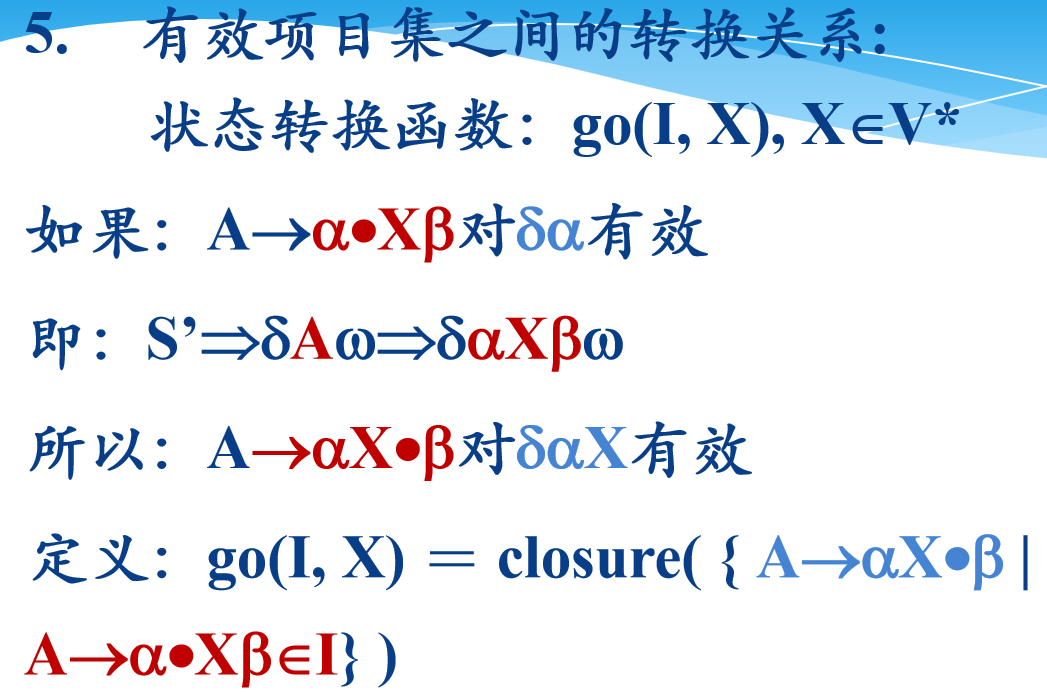 5. 有效项目集之间的转换关系:
状态转换函数: go(I, X), X∈V*
如果: A→α•Xβ对δα有效
即: S’⇒δAω⇒δαXβω
所以: A→αX•β对δαX有效
定义: go(I, X) = closure( { A→αX•β |
A→α•Xβ∈I} )